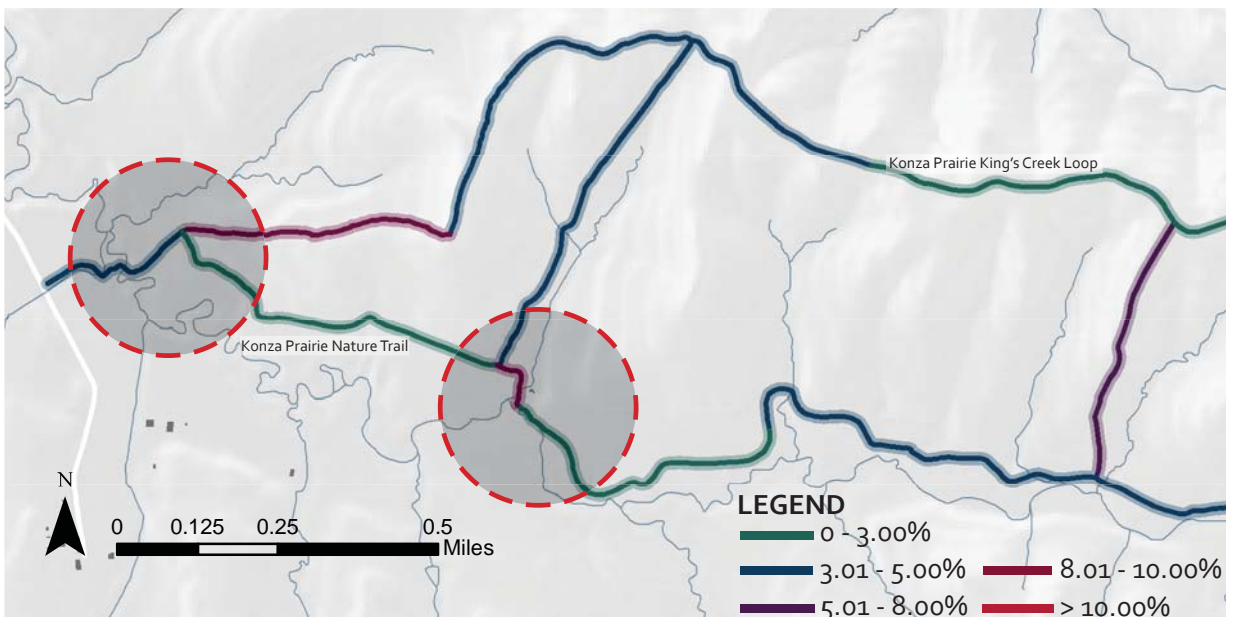 Konza Prairie King's Creek Loop
Konza Prairie Nature Trail
N
0 0.125 0.25 0.5
Miles
LEGEND
0 - 3.00%
3.01 - 5.00% 8.01 - 10.00%
5.01 - 8.00% > 10.00%